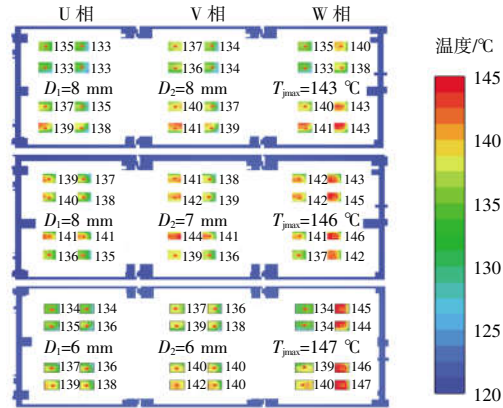 U 相 V 相 W 相
135 133 137 134 135 140
133 133 136 134 133 138
D₁=8 mm D₂=8 mm Tjmax=143 ℃
137 135 140 137 140 143
139 138 141 139 141 143
139 137 141 138 142 143
140 138 142 139 142 145
D₁=8 mm D₂=7 mm Tjmax=146 ℃
141 141 144 141 141 146
136 135 139 136 137 142
134 134 137 136 134 145
135 136 139 138 134 144
D₁=6 mm D₂=6 mm Tjmax=147 ℃
137 136 140 140 139 146
139 138 142 140 140 147
温度/℃
145
140
135
130
125
120